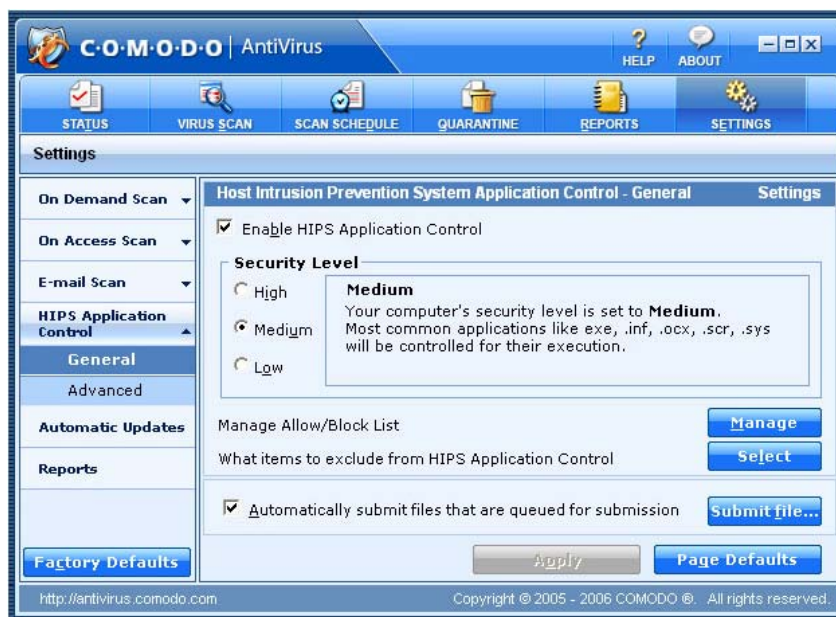 C·O·M·O·D·O | AntiVirus
HELP
ABOUT
STATUS
VIRUS SCAN
SCAN SCHEDULE
QUARANTINE
REPORTS
SETTINGS
Settings
On Demand Scan
On Access Scan
E-mail Scan
HIPS Application
Control
General
Advanced
Automatic Updates
Reports
Factory Defaults
Host Intrusion Prevention System Application Control - General Settings
Enable HIPS Application Control
Security Level
High
Medium
Low
Medium
Your computer's security level is set to Medium.
Most common applications like exe, .inf, .ocx, .scr, .sys
will be controlled for their execution.
Manage Allow/Block List
Manage
What items to exclude from HIPS Application Control
Select
Automatically submit files that are queued for submission
Submit file...
Apply
Page Defaults
http://antivirus.comodo.com
Copyright © 2005 - 2006 COMODO ®. All rights reserved.